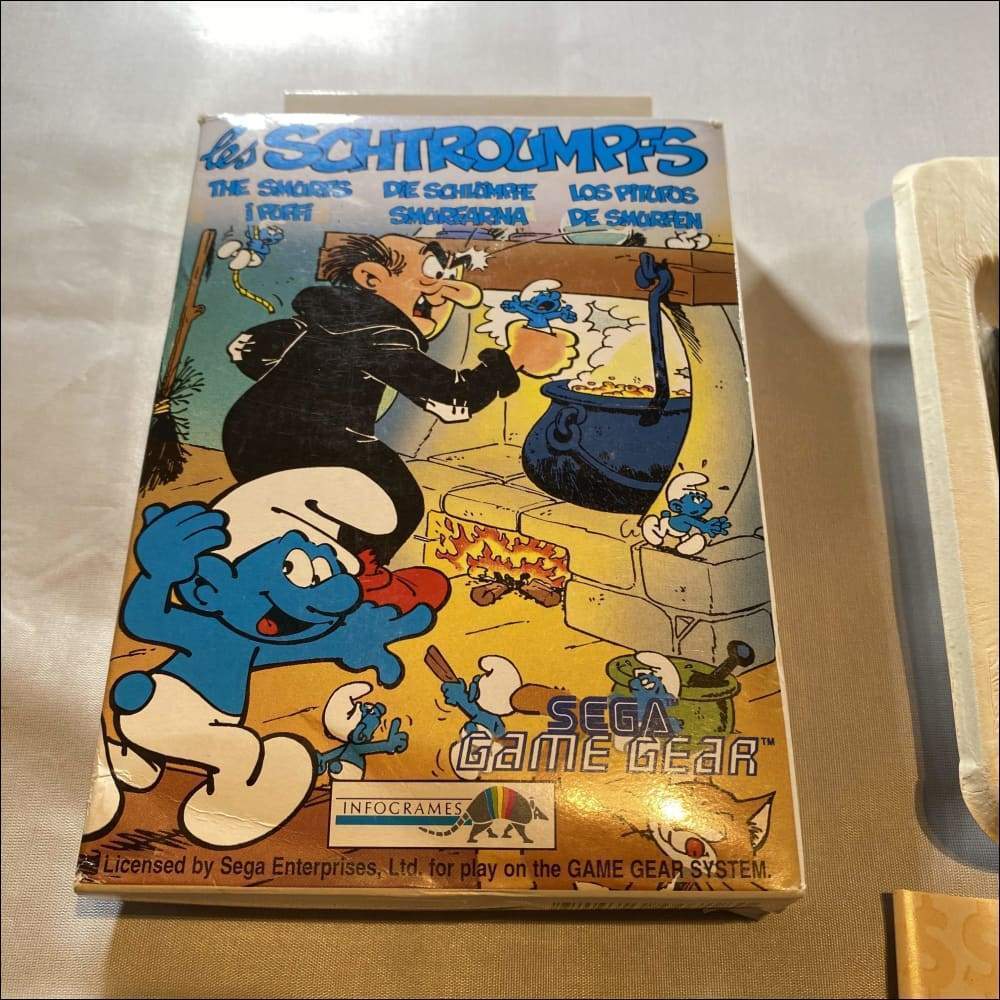 les SCHTROUMPFS
THE SMURFS DIE SCHLÜMPFE LOS PITUFOS
i PUFFI SMURFARNA DE SMURFEN
SEGA
GAME GEAR™
INFOGRAMES
Licensed by Sega Enterprises, Ltd. for play on the GAME GEAR SYSTEM.